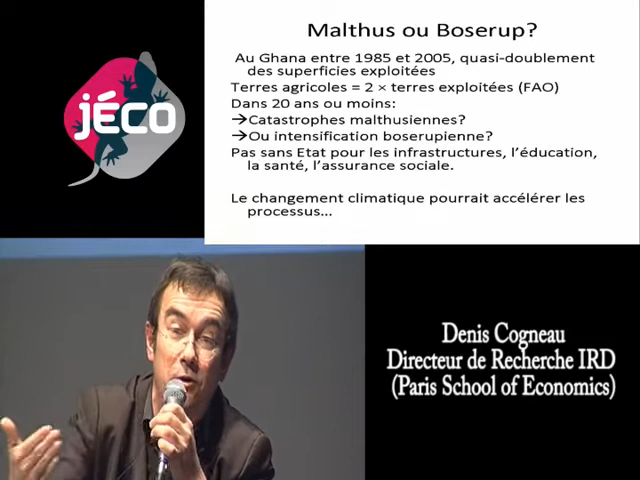 jéco
Malthus ou Boserup?
Au Ghana entre 1985 et 2005, quasi-doublement
des superficies exploitées
Terres agricoles = 2 × terres exploitées (FAO)
Dans 20 ans ou moins:
→Catastrophes malthusiennes?
→Ou intensification boserupienne?
Pas sans Etat pour les infrastructures, l'éducation,
la santé, l'assurance sociale.
Le changement climatique pourrait accélérer les
processus...
Denis Cogneau
Directeur de Recherche IRD
(Paris School of Economics)